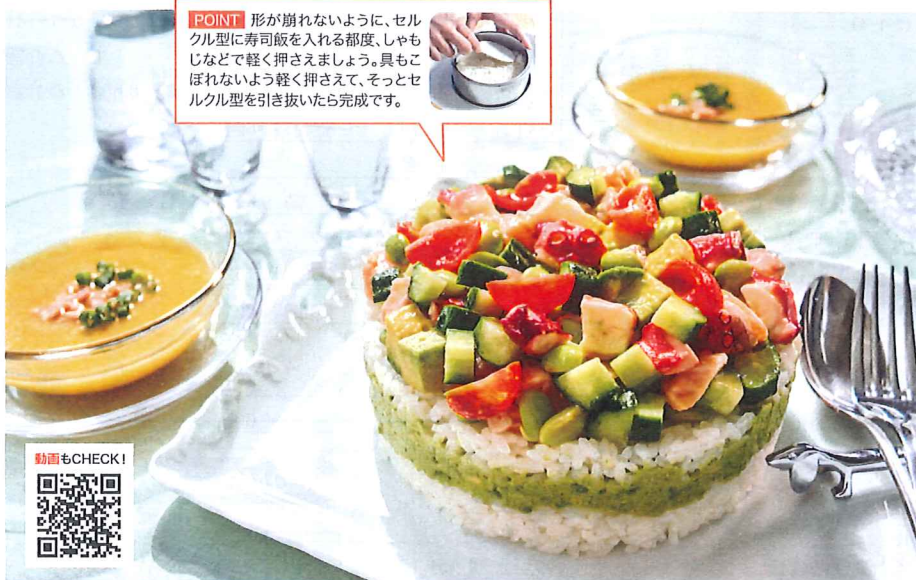 POINT 形が崩れないように、セル
クル型に寿司飯を入れる都度、しゃも
じなどで軽く押さえましょう。具もこ
ぼれないよう軽く押さえて、そっとセ
ルクル型を引き抜いたら完成です。
動画もCHECK!